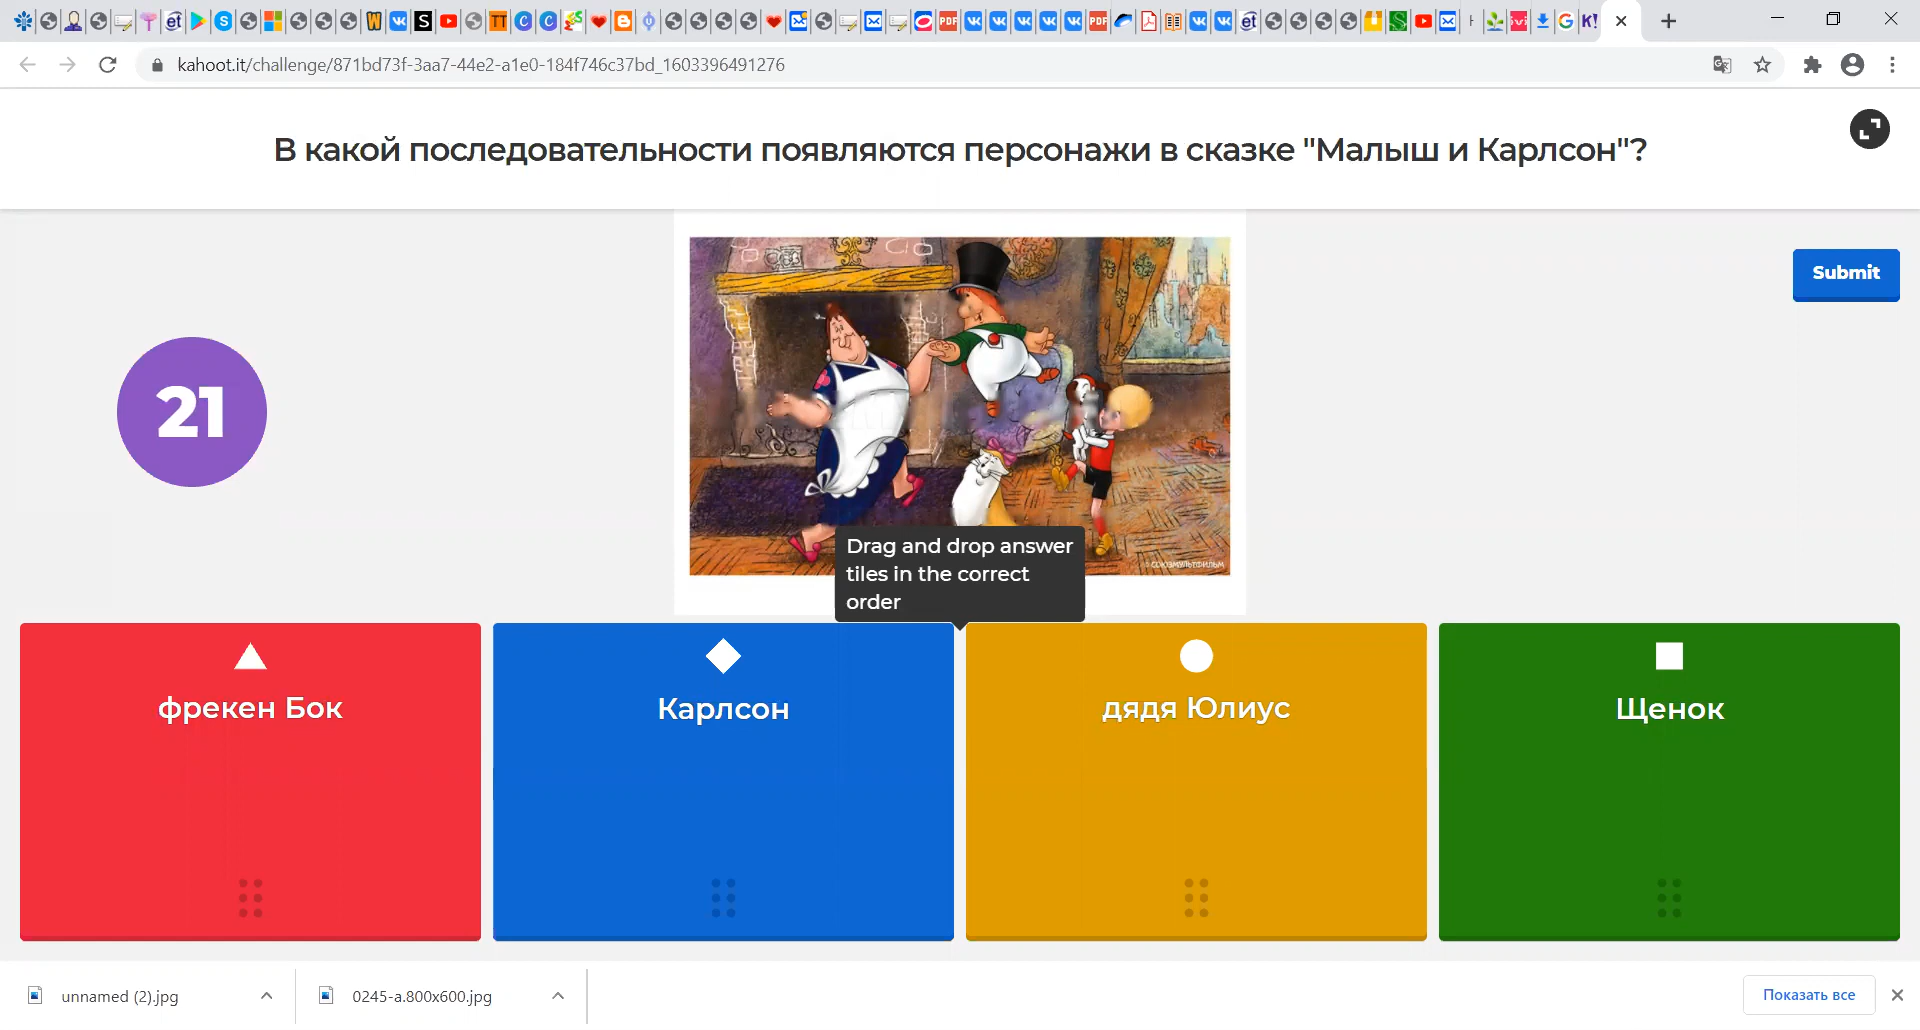 kahoot.it/challenge/871bd73f-3aa7-44e2-a1e0-184f746c37bd_1603396491276
В какой последовательности появляются персонажи в сказке "Малыш и Карлсон"?
Submit
21
© СОЮЗМУЛЬТФИЛЬМ
Drag and drop answer
tiles in the correct
order
фрекен Бок
Карлсон
дядя Юлиус
Щенок
unnamed (2).jpg
0245-a.800x600.jpg
Показать все